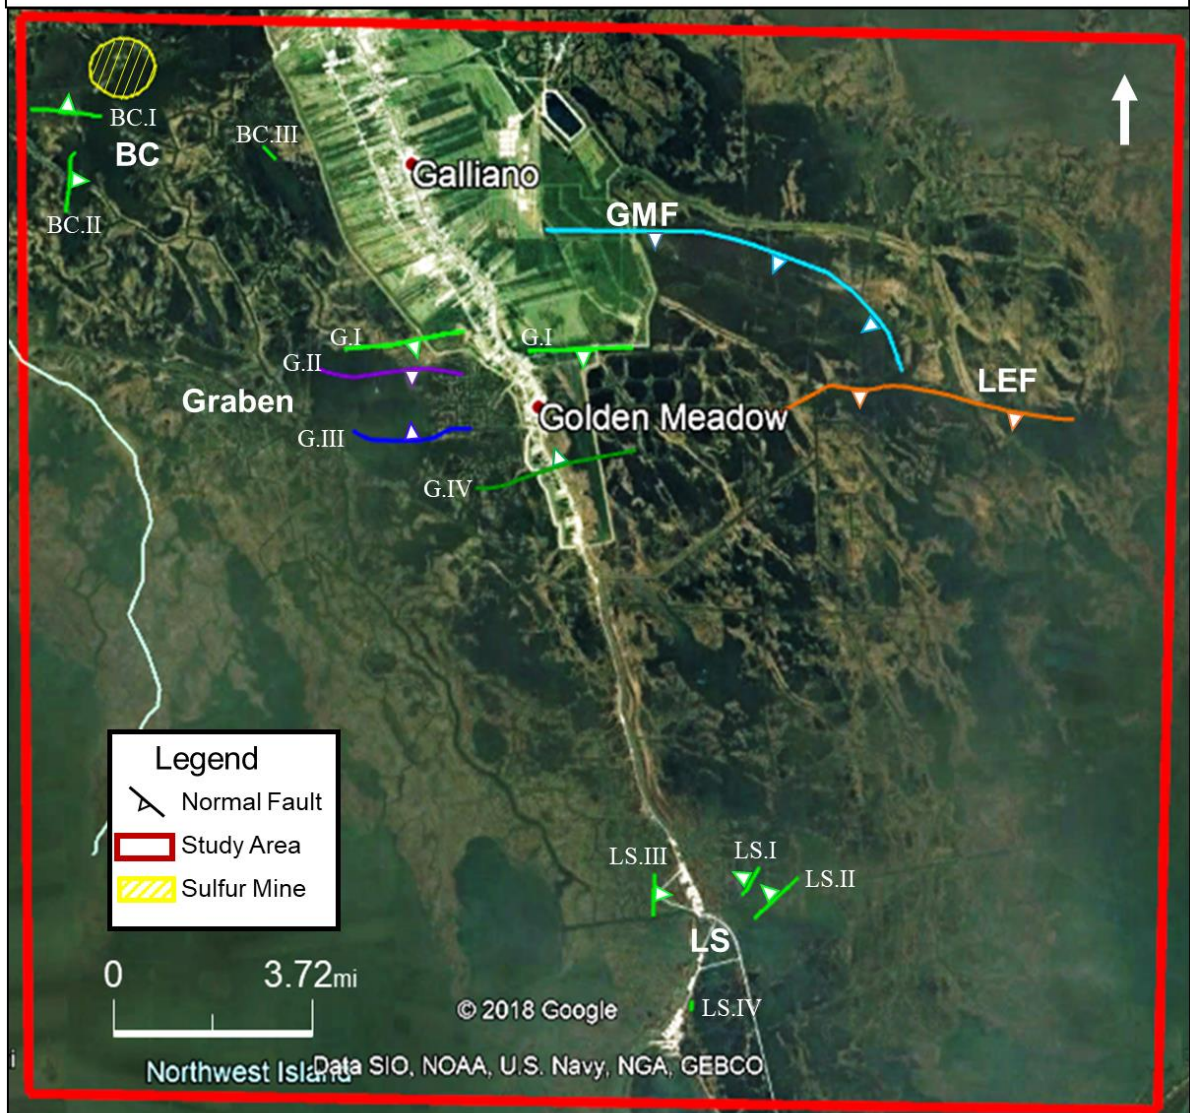 BC.I
BC.III
BC
BC.II
Galliano
GMF
G.I
G.I
G.II
LEF
Graben
Golden Meadow
G.III
G.IV
Legend
Normal Fault
Study Area
Sulfur Mine
LS.III
LS.I
LS.II
LS
0 3.72mi
© 2018 Google
LS.IV
i
Northwest Island
Data SIO, NOAA, U.S. Navy, NGA, GEBCO